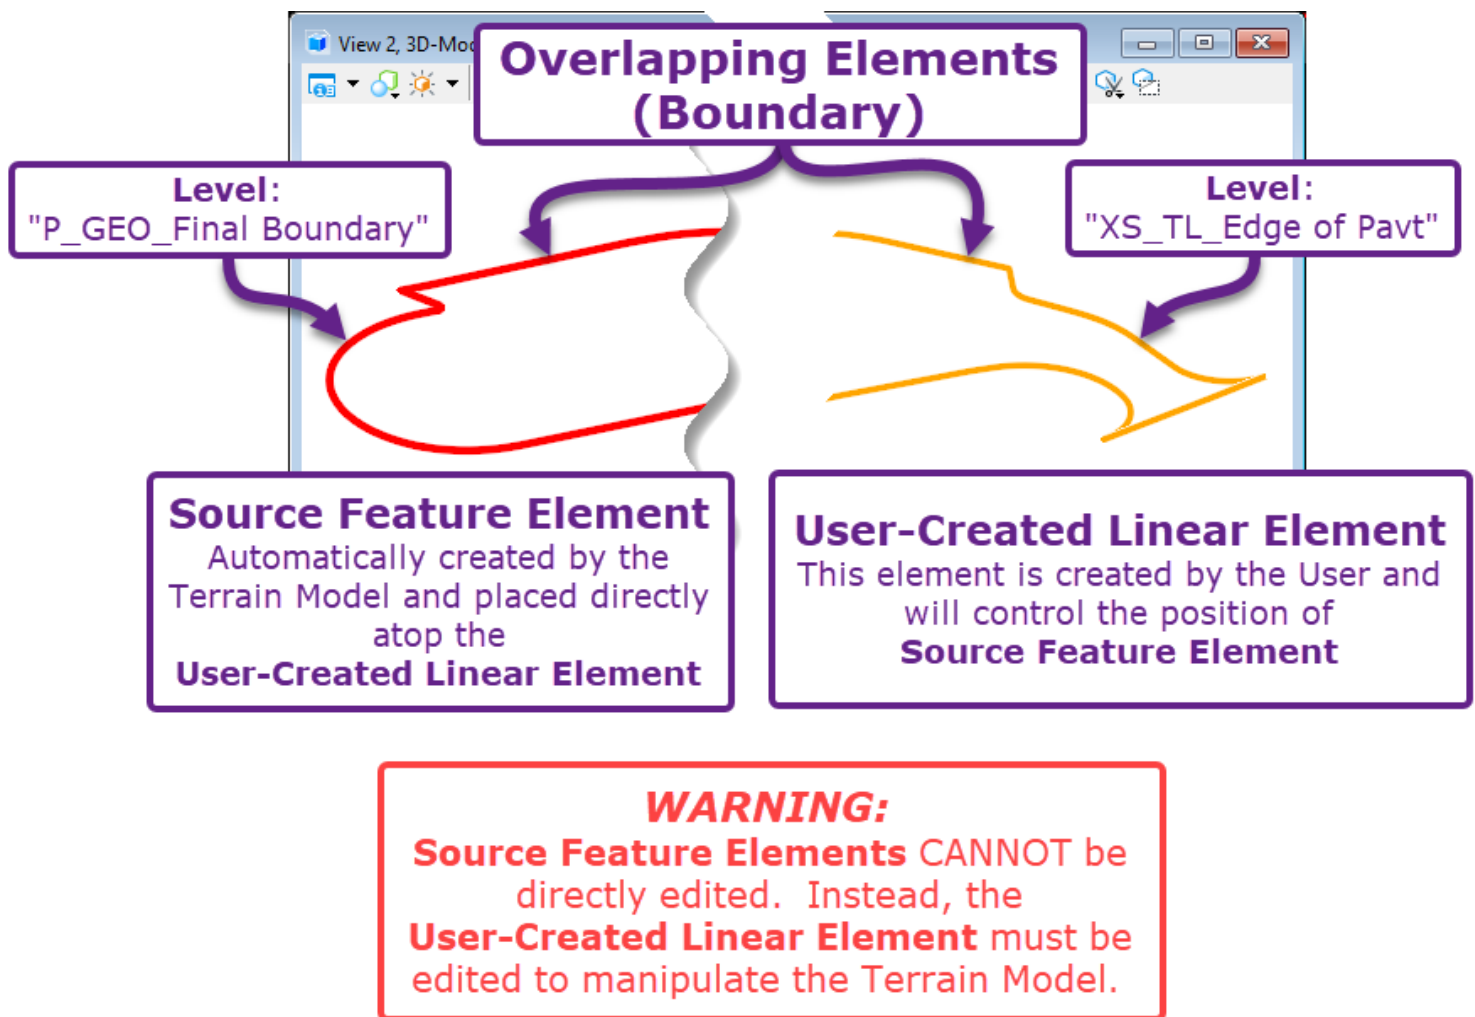 View 2, 3D-Mod
Overlapping Elements
(Boundary)
Level:
"P_GEO_Final Boundary"
Level:
"XS_TL_Edge of Pavt"
Source Feature Element
Automatically created by the
Terrain Model and placed directly
atop the
User-Created Linear Element
User-Created Linear Element
This element is created by the User and
will control the position of
Source Feature Element
WARNING:
Source Feature Elements CANNOT be
directly edited.  Instead, the
User-Created Linear Element must be
edited to manipulate the Terrain Model.